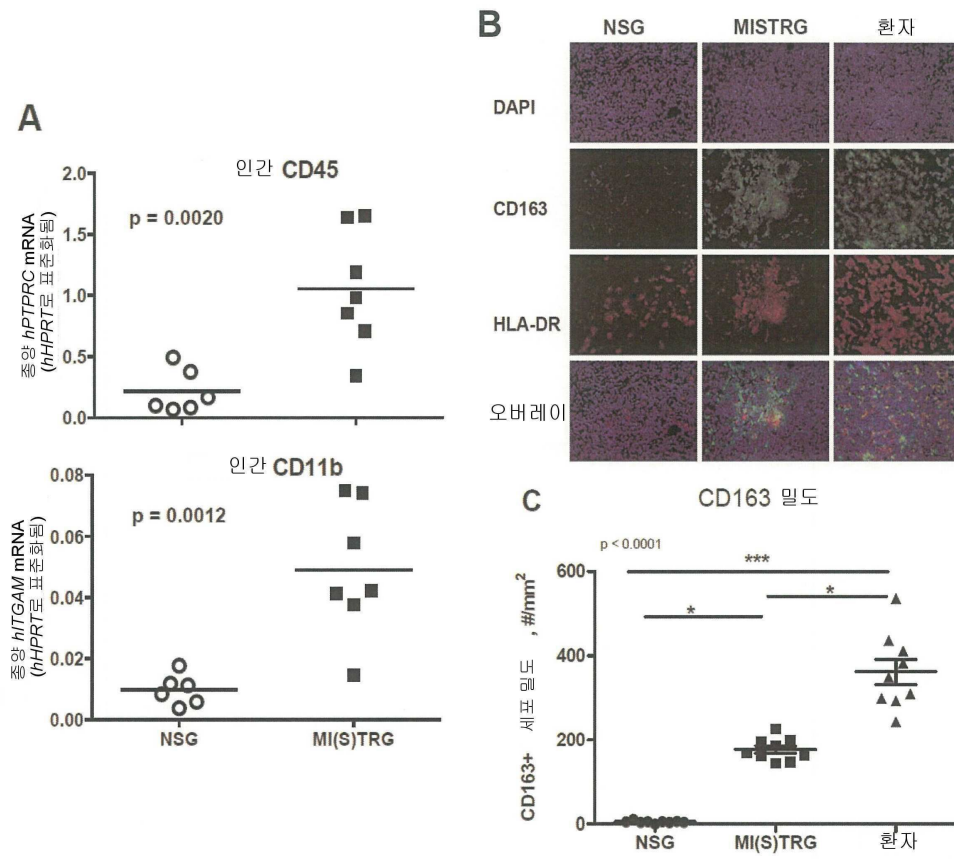 A
인간 CD45
종양 hPTPRC mRNA
(hHPRT로 표준화됨)
2.0
1.5
1.0
0.5
0.0
p = 0.0020
인간 CD11b
종양 hITGAM mRNA
(hHPRT로 표준화됨)
0.08
0.06
0.04
0.02
0.00
p = 0.0012
NSG
MI(S)TRG
B
NSG
MISTRG
환자
DAPI
CD163
HLA-DR
오버레이
C
CD163 밀도
p < 0.0001
CD163+ 세포 밀도 , #/mm²
600
400
200
0
***
*
*
NSG
MI(S)TRG
환자